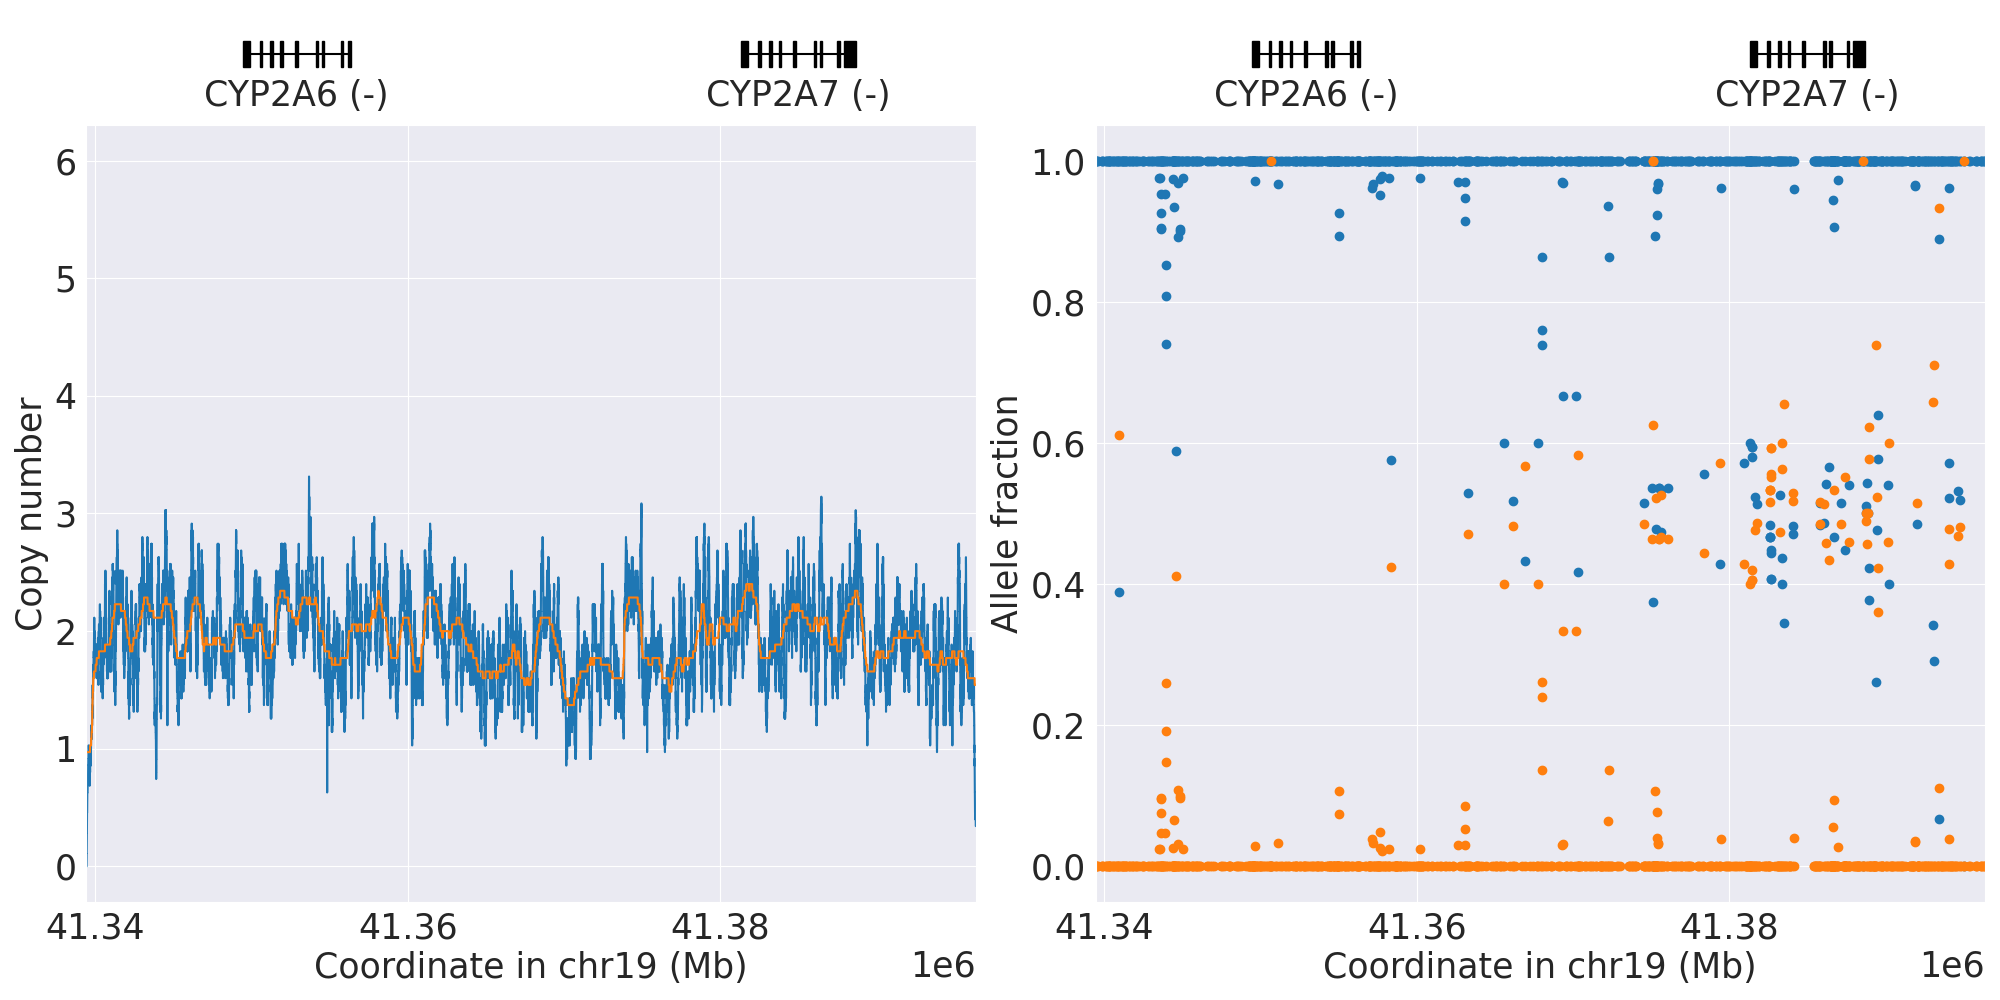 CYP2A6 (-) CYP2A7 (-)
Copy number
6
5
4
3
2
1
0
41.34 41.36 41.38
Coordinate in chr19 (Mb) 1e6
CYP2A6 (-) CYP2A7 (-)
Allele fraction
1.0
0.8
0.6
0.4
0.2
0.0
41.34 41.36 41.38
Coordinate in chr19 (Mb) 1e6